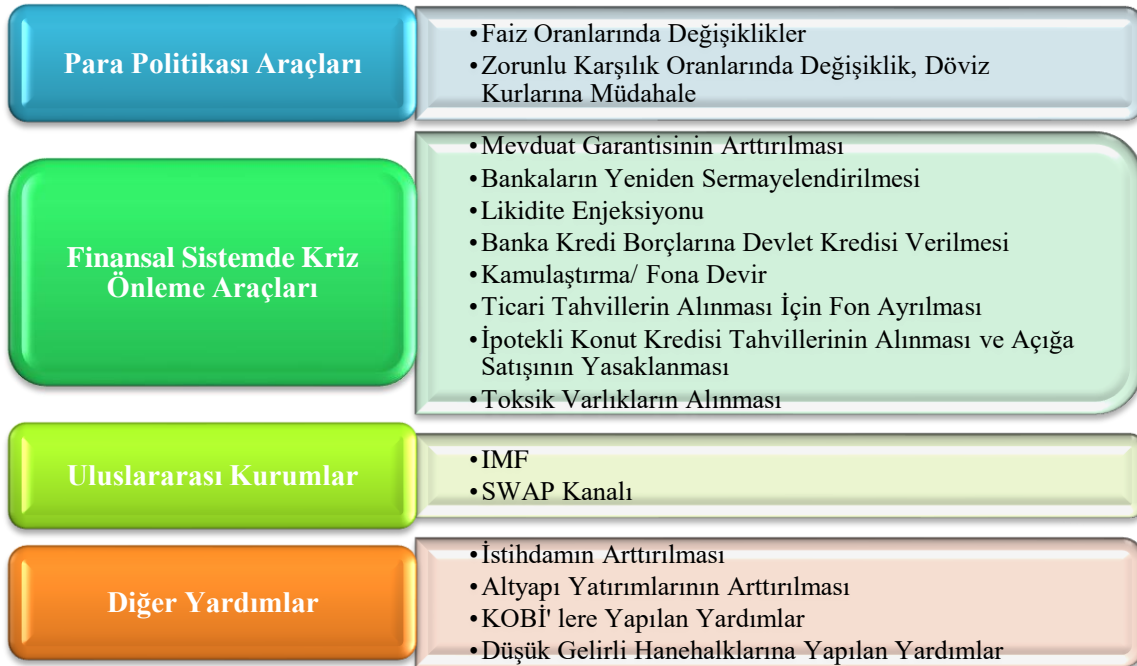 Para Politikası Araçları
•Faiz Oranlarında Değişiklikler
•Zorunlu Karşılık Oranlarında Değişiklik, Döviz
Kurlarına Müdahale
Finansal Sistemde Kriz
Önleme Araçları
•Mevduat Garantisinin Arttırılması
•Bankaların Yeniden Sermayelendirilmesi
•Likidite Enjeksiyonu
•Banka Kredi Borçlarına Devlet Kredisi Verilmesi
•Kamulaştırma/ Fona Devir
•Ticari Tahvillerin Alınması İçin Fon Ayrılması
•İpotekli Konut Kredisi Tahvillerinin Alınması ve Açığa
Satışının Yasaklanması
•Toksik Varlıkların Alınması
Uluslararası Kurumlar
•IMF
•SWAP Kanalı
Diğer Yardımlar
•İstihdamın Arttırılması
•Altyapı Yatırımlarının Arttırılması
•KOBİ' lere Yapılan Yardımlar
•Düşük Gelirli Hanehalklarına Yapılan Yardımlar